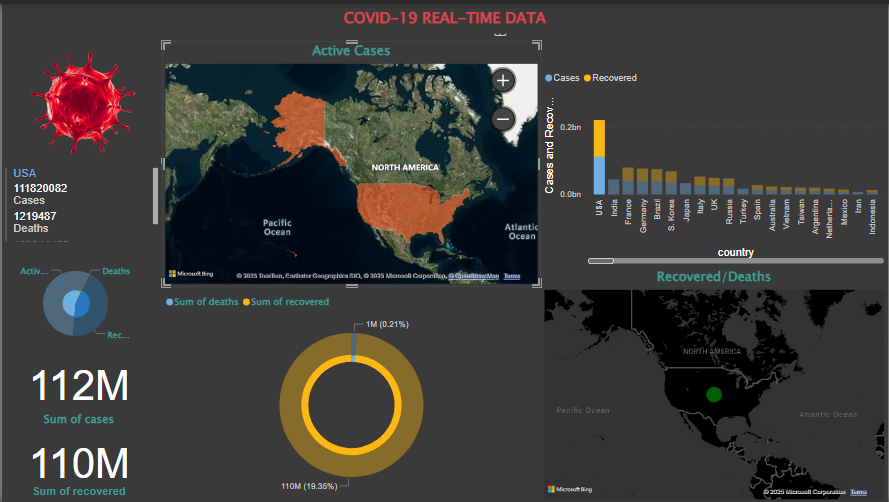 COVID-19 REAL-TIME DATA
USA
111820082
Cases
1219487
Deaths
Activ...
Deaths
Rec...
112M
Sum of cases
110M
Sum of recovered
Active Cases
NORTH AMERICA
Pacific
Ocean
Atlantic
Ocean
Microsoft Bing
© 2025 TomTom, Earthstar Geographics SIO, © 2025 Microsoft Corporation, © OpenStreetMap Terms
Sum of deaths Sum of recovered
1M (0.21%)
110M (19.35%)
Cases Recovered
Cases and Recov...
0.2bn
0.0bn
USA
India
France
Germany
Brazil
S. Korea
Japan
Italy
UK
Russia
Turkey
Spain
Australia
Vietnam
Taiwan
Argentina
Netherla...
Mexico
Iran
Indonesia
country
Recovered/Deaths
NORTH AMERICA
Pacific Ocean
Atlantic Ocean
Microsoft Bing
© 2025 Microsoft Corporation Terms